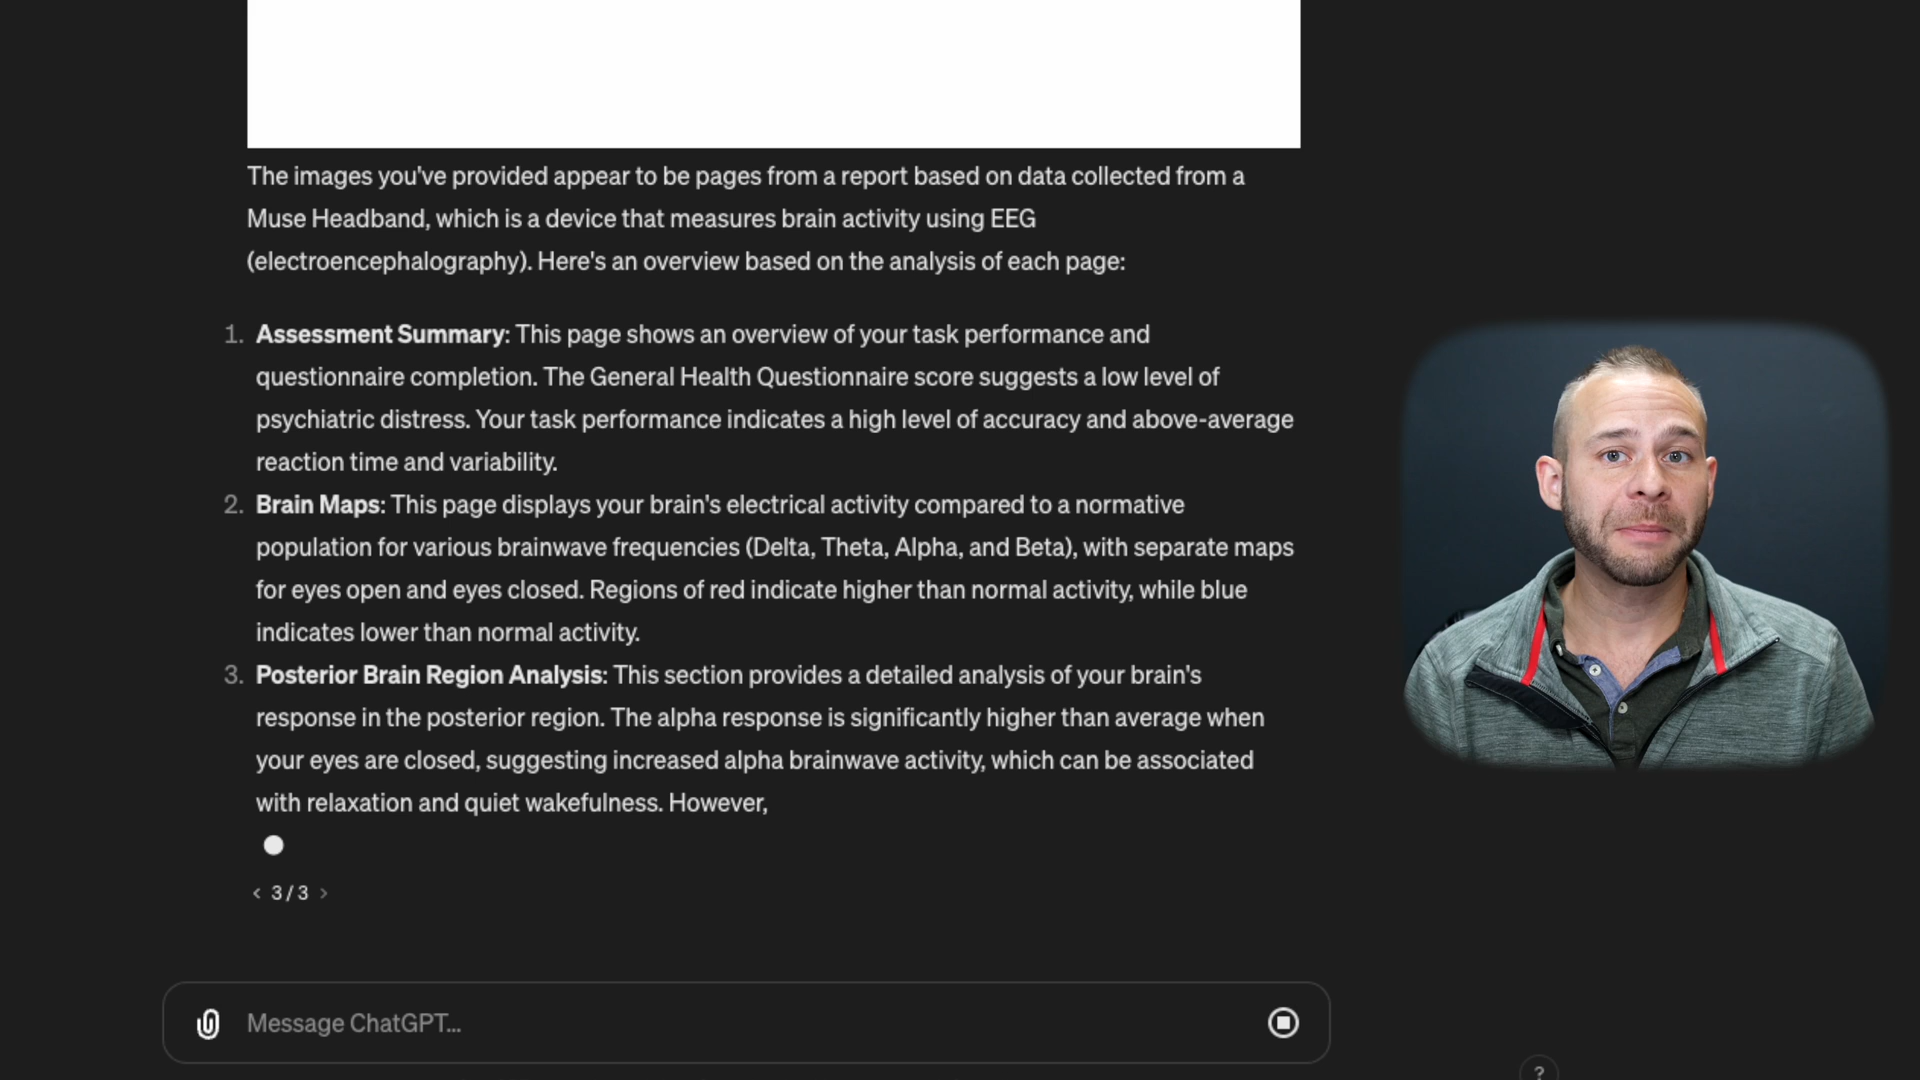 The images you've provided appear to be pages from a report based on data collected from a
Muse Headband, which is a device that measures brain activity using EEG
(electroencephalography). Here's an overview based on the analysis of each page:
1. Assessment Summary: This page shows an overview of your task performance and
questionnaire completion. The General Health Questionnaire score suggests a low level of
psychiatric distress. Your task performance indicates a high level of accuracy and above-average
reaction time and variability.
2. Brain Maps: This page displays your brain's electrical activity compared to a normative
population for various brainwave frequencies (Delta, Theta, Alpha, and Beta), with separate maps
for eyes open and eyes closed. Regions of red indicate higher than normal activity, while blue
indicates lower than normal activity.
3. Posterior Brain Region Analysis: This section provides a detailed analysis of your brain's
response in the posterior region. The alpha response is significantly higher than average when
your eyes are closed, suggesting increased alpha brainwave activity, which can be associated
with relaxation and quiet wakefulness. However,
< 3 / 3 >
Message ChatGPT...
?